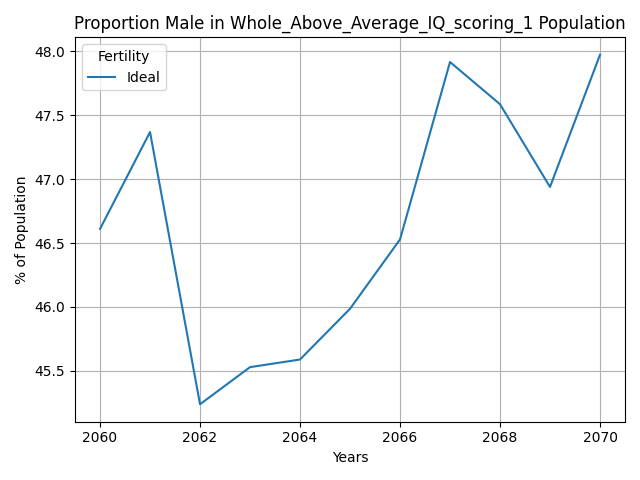 Proportion Male in Whole_Above_Average_IQ_scoring_1 Population
Fertility
Ideal
48.0
47.5
47.0
46.5
46.0
45.5
% of Population
2060 2062 2064 2066 2068 2070
Years